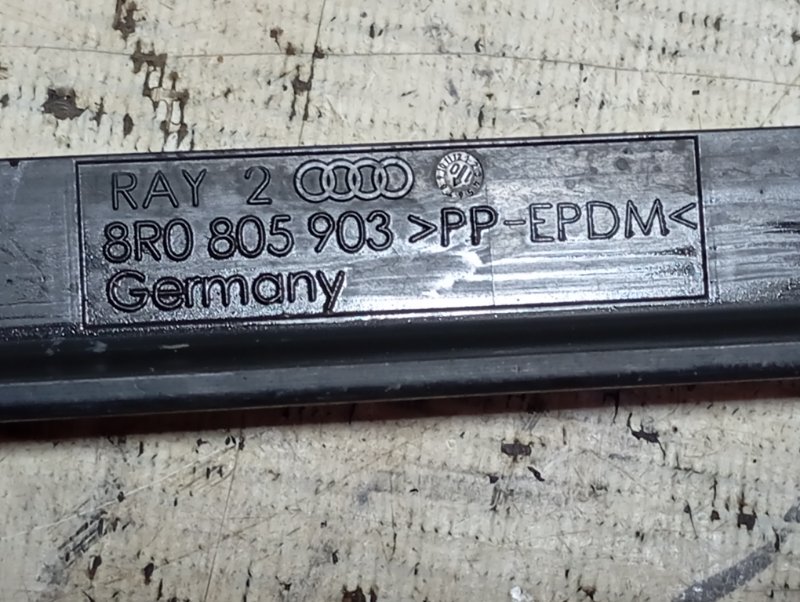 RAY 2
8R0 805 903 >PP-EPDM<
Germany